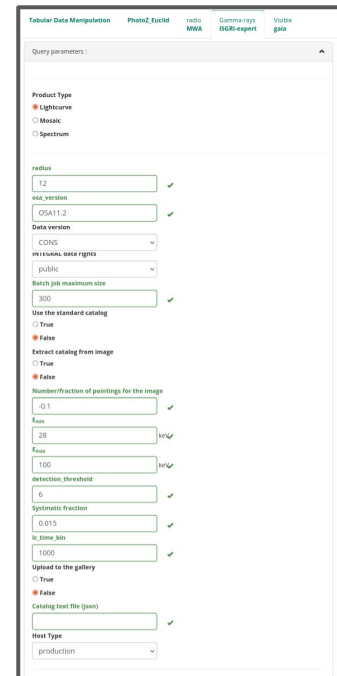 Tabular Data Manipulation PhotoZ_Euclid radio Gamma-rays Visible
MWA ISGRI-expert gaia
Query parameters :
Product Type
Lightcurve
Mosaic
Spectrum
radius
12
osa_version
OSA11.2
Data version
CONS
INTEGRAL data rights
public
Batch job maximum size
300
Use the standard catalog
True
False
Extract catalog from image
True
False
Number/fraction of pointings for the image
-0.1
Emin
28 keV
Emax
100 keV
detection_threshold
6
Systmatic fraction
0.015
lc_time_bin
1000
Upload to the gallery
True
False
Catalog text file (json)
Host Type
production